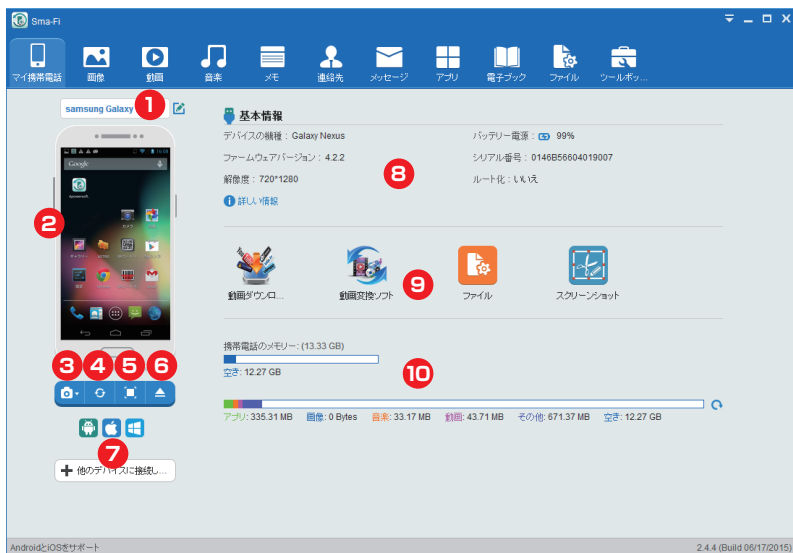 Sma-Fi
マイ携帯電話 画像 動画 音楽 メモ 連絡先 メッセージ アプリ 電子ブック ファイル ツールボッ...
samsung Galaxy
1
基本情報
デバイスの機種 : Galaxy Nexus
バッテリー電源 : 99%
ファームウェアバージョン : 4.2.2
シリアル番号 : 0146B56604019007
解像度 : 720*1280
ルート化 : いいえ
詳しい情報
8
2
Google
動画ダウンロ...
動画変換ソフト
ファイル
スクリーンショット
9
携帯電話のメモリー : (13.33 GB)
空き: 12.27 GB
10
3 4 5 6
アプリ: 335.31 MB 画像: 0 Bytes 音楽: 33.17 MB 動画: 43.71 MB その他: 671.37 MB 空き: 12.27 GB
7
他のデバイスに接続し...
AndroidとiOSをサポート
2.4.4 (Build 06/17/2015)